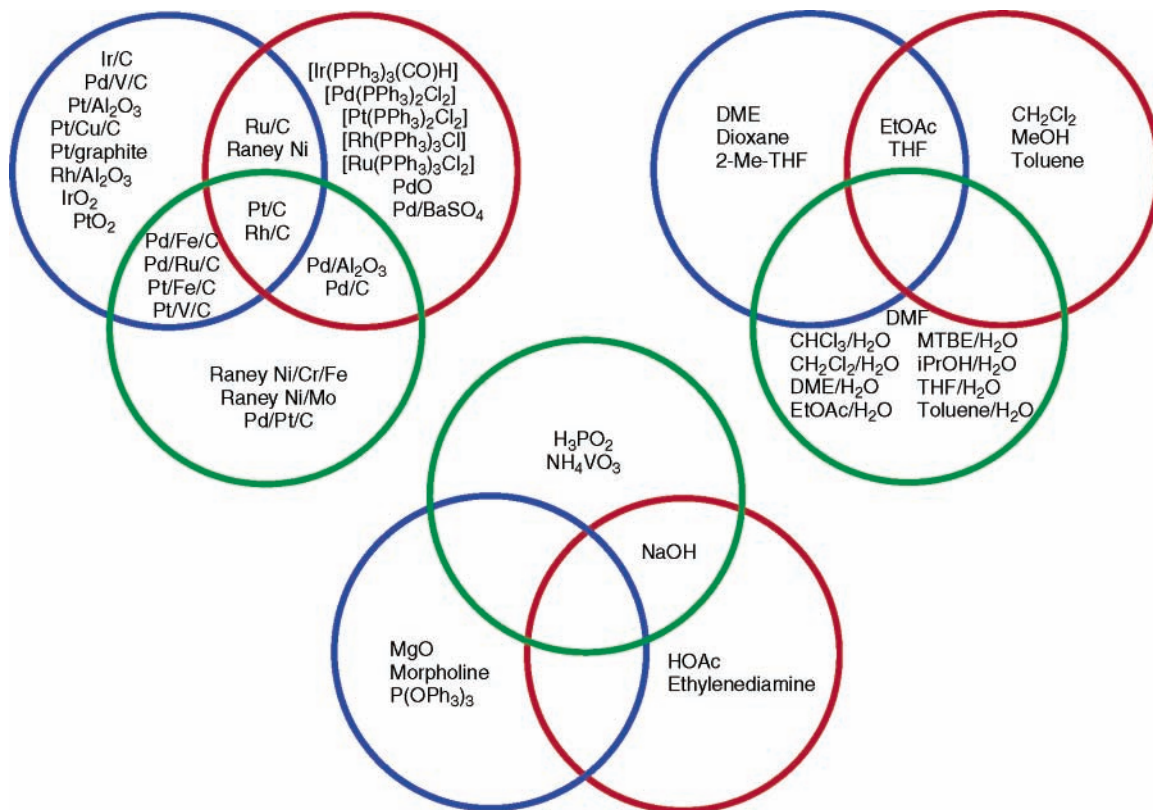 Ir/C
Pd/V/C
Pt/Al₂O₃
Pt/Cu/C
Pt/graphite
Rh/Al₂O₃
IrO₂
PtO₂
Ru/C
Raney Ni
[Ir(PPh₃)₃(CO)H]
[Pd(PPh₃)₂Cl₂]
[Pt(PPh₃)₂Cl₂]
[Rh(PPh₃)₃Cl]
[Ru(PPh₃)₃Cl₂]
PdO
Pd/BaSO₄
Pt/C
Rh/C
Pd/Fe/C
Pd/Ru/C
Pt/Fe/C
Pt/V/C
Pd/Al₂O₃
Pd/C
Raney Ni/Cr/Fe
Raney Ni/Mo
Pd/Pt/C
DME
Dioxane
2-Me-THF
EtOAc
THF
CH₂Cl₂
MeOH
Toluene
DMF
CHCl₃/H₂O MTBE/H₂O
CH₂Cl₂/H₂O iPrOH/H₂O
DME/H₂O THF/H₂O
EtOAc/H₂O Toluene/H₂O
H₃PO₂
NH₄VO₃
NaOH
MgO
Morpholine
P(OPh₃)₃
HOAc
Ethylenediamine